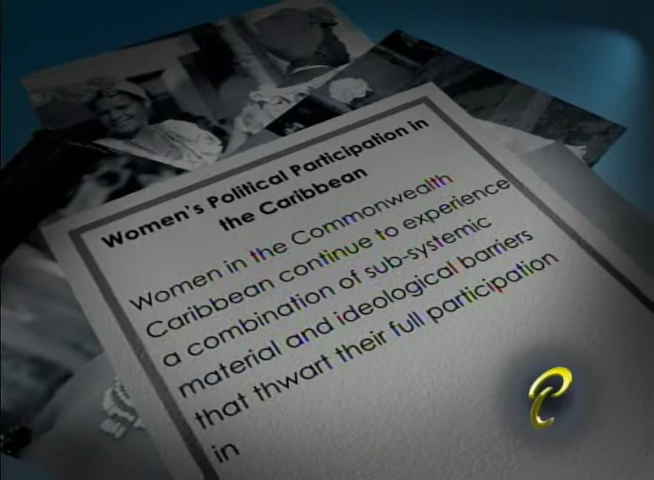 Women's Political Participation in
the Caribbean
Women in the Commonwealth
Caribbean continue to experience
a combination of sub-systemic
material and ideological barriers
that thwart their full participation
in